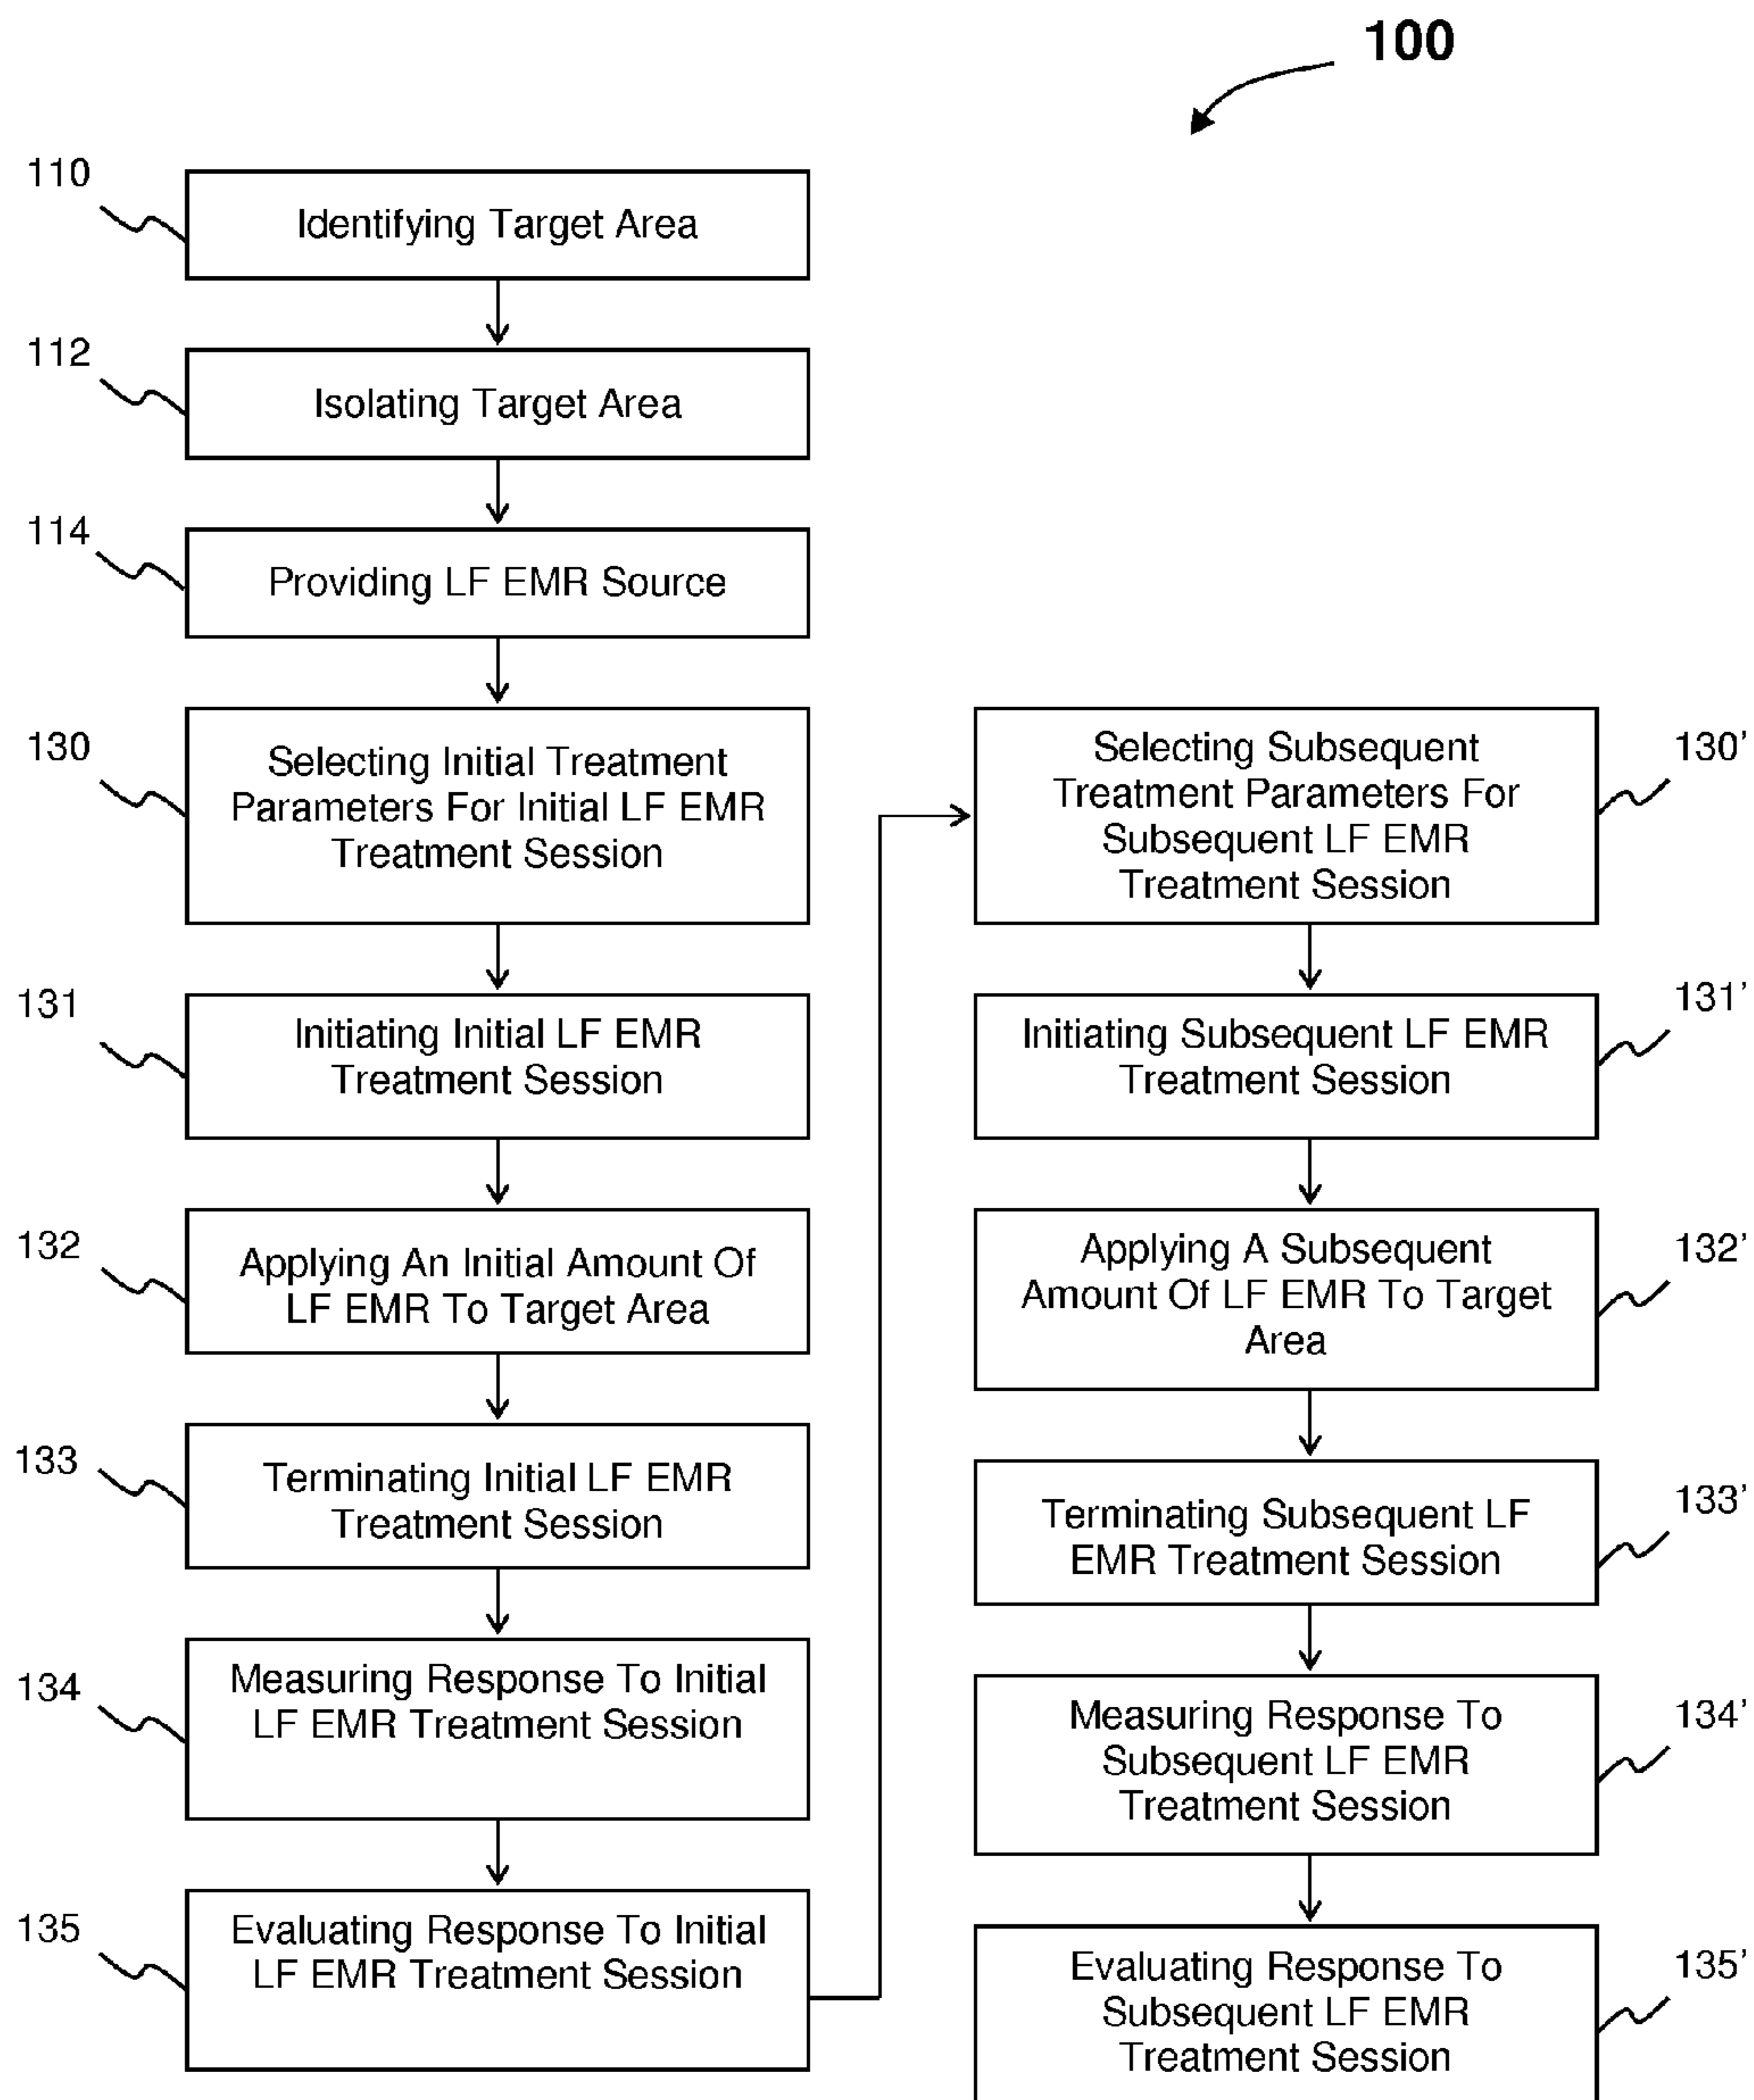 100
110
Identifying Target Area
112
Isolating Target Area
114
Providing LF EMR Source
130
Selecting Initial Treatment
Parameters For Initial LF EMR
Treatment Session
131
Initiating Initial LF EMR
Treatment Session
132
Applying An Initial Amount Of
LF EMR To Target Area
133
Terminating Initial LF EMR
Treatment Session
134
Measuring Response To Initial
LF EMR Treatment Session
135
Evaluating Response To Initial
LF EMR Treatment Session
Selecting Subsequent
Treatment Parameters For
Subsequent LF EMR
Treatment Session
130'
Initiating Subsequent LF EMR
Treatment Session
131'
Applying A Subsequent
Amount Of LF EMR To Target
Area
132'
Terminating Subsequent LF
EMR Treatment Session
133'
Measuring Response To
Subsequent LF EMR
Treatment Session
134'
Evaluating Response To
Subsequent LF EMR
Treatment Session
135'